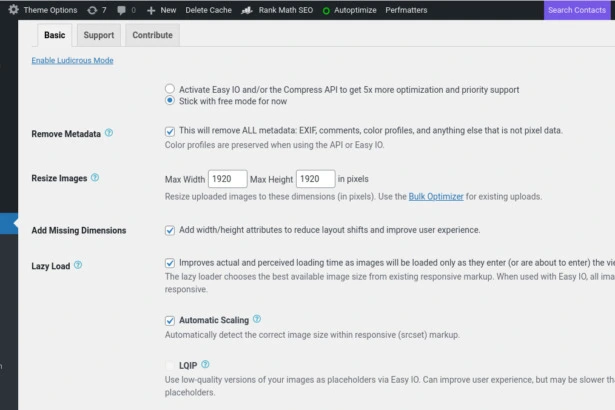 Theme Options 7 0 New Delete Cache Rank Math SEO Autoptimize Perfmatters Search Contacts
Basic Support Contribute
Enable Ludicrous Mode
Activate Easy IO and/or the Compress API to get 5x more optimization and priority support
Stick with free mode for now
Remove Metadata ? This will remove ALL metadata: EXIF, comments, color profiles, and anything else that is not pixel data.
Color profiles are preserved when using the API or Easy IO.
Resize Images ? Max Width 1920 Max Height 1920 in pixels
Resize uploaded images to these dimensions (in pixels). Use the Bulk Optimizer for existing uploads.
Add Missing Dimensions Add width/height attributes to reduce layout shifts and improve user experience.
Lazy Load ? Improves actual and perceived loading time as images will be loaded only as they enter (or are about to enter) the vi
The lazy loader chooses the best available image size from existing responsive markup. When used with Easy IO, all ima
responsive.
Automatic Scaling ?
Automatically detect the correct image size within responsive (srcset) markup.
LQIP ?
Use low-quality versions of your images as placeholders via Easy IO. Can improve user experience, but may be slower th
placeholders.